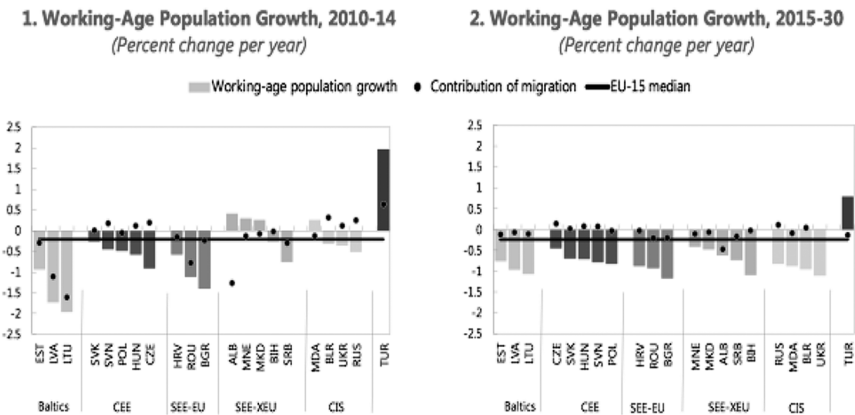 1. Working-Age Population Growth, 2010-14
(Percent change per year)
2. Working-Age Population Growth, 2015-30
(Percent change per year)
Working-age population growth
Contribution of migration
EU-15 median
2.5
2
1.5
1
0.5
0
-0.5
-1
-1.5
-2
-2.5
EST
LVA
LTU
SVK
SVN
POL
HUN
CZE
HRV
ROU
BGR
ALB
MNE
MKD
BIH
SRB
MDA
BLR
UKR
RUS
TUR
Baltics
CEE
SEE-EU
SEE-XEU
CIS
2.5
2
1.5
1
0.5
0
-0.5
-1
-1.5
-2
-2.5
EST
LVA
LTU
CZE
SVK
HUN
SVN
POL
HRV
ROU
BGR
MNE
MKD
ALB
SRB
BIH
RUS
MDA
BLR
UKR
TUR
Baltics
CEE
SEE-EU
SEE-XEU
CIS